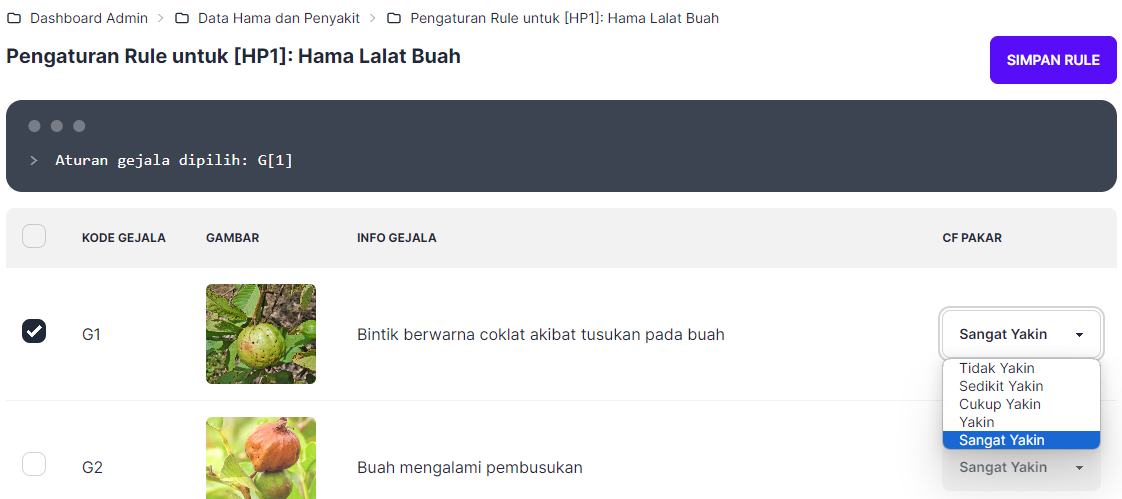 Dashboard Admin > Data Hama dan Penyakit > Pengaturan Rule untuk [HP1]: Hama Lalat Buah
Pengaturan Rule untuk [HP1]: Hama Lalat Buah
SIMPAN RULE
> Aturan gejala dipilih: G[1]
KODE GEJALA GAMBAR INFO GEJALA CF PAKAR
G1 Bintik berwarna coklat akibat tusukan pada buah Sangat Yakin
Tidak Yakin
Sedikit Yakin
Cukup Yakin
Yakin
Sangat Yakin
G2 Buah mengalami pembusukan Sangat Yakin